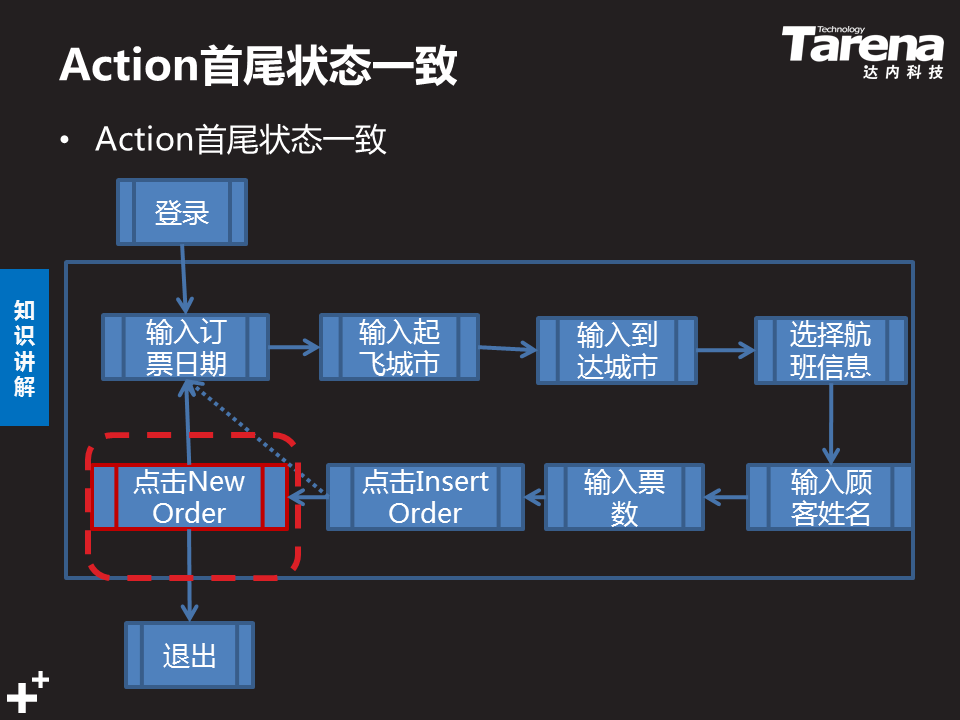 Technology
Tarena
达内科技
Action首尾状态一致
• Action首尾状态一致
登录
知
识
讲
解
输入订
票日期
输入起
飞城市
输入到
达城市
选择航
班信息
点击New
Order
点击Insert
Order
输入票
数
输入顾
客姓名
退出